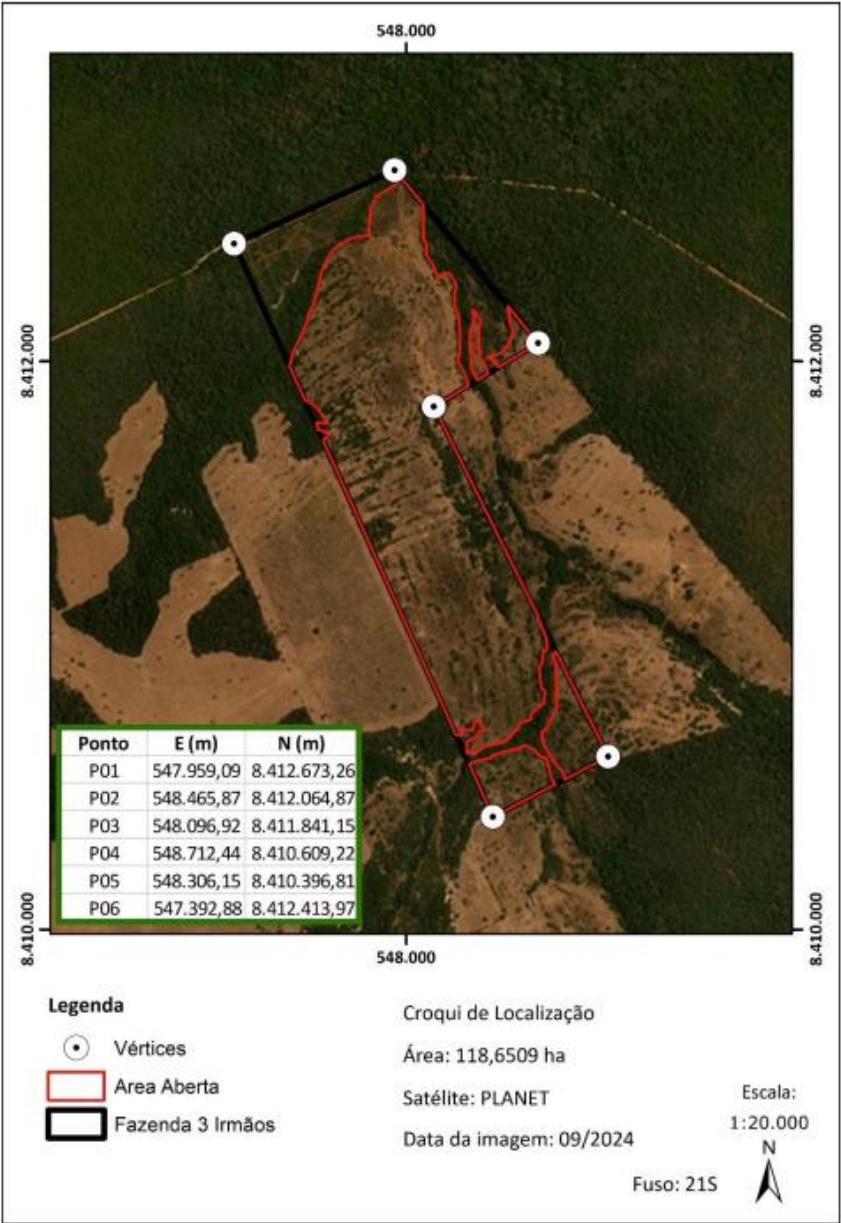 548.000
8.412.000
8.412.000
Ponto E (m) N (m)
P01 547.959,09 8.412.673,26
P02 548.465,87 8.412.064,87
P03 548.096,92 8.411.841,15
P04 548.712,44 8.410.609,22
P05 548.306,15 8.410.396,81
P06 547.392,88 8.412.413,97
8.410.000
8.410.000
548.000
Legenda
Vértices
Area Aberta
Fazenda 3 Irmãos
Croqui de Localização
Área: 118,6509 ha
Satélite: PLANET
Data da imagem: 09/2024
Escala:
1:20.000
N
Fuso: 21S